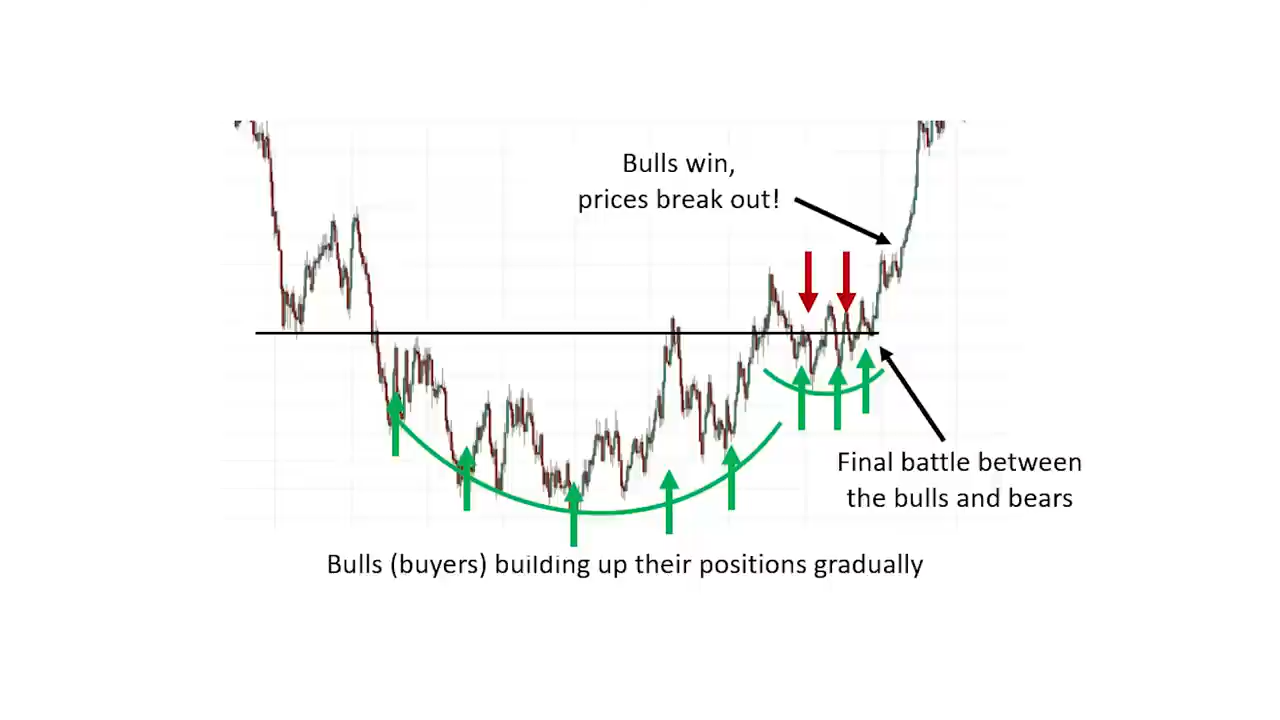 Bulls win,
prices break out!
Final battle between
the bulls and bears
Bulls (buyers) building up their positions gradually